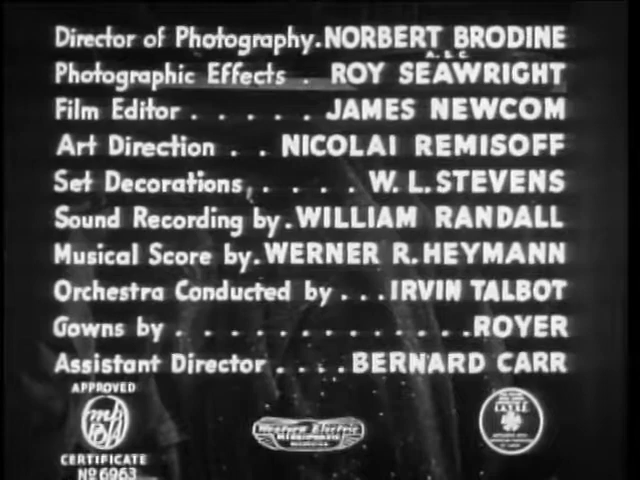 Director of Photography.NORBERT BRODINE
A.S.C
Photographic Effects . ROY SEAWRIGHT
Film Editor . . . . . JAMES NEWCOM
Art Direction . . NICOLAI REMISOFF
Set Decorations, . . . . W. L. STEVENS
Sound Recording by. WILLIAM RANDALL
Musical Score by. WERNER R. HEYMANN
Orchestra Conducted by . . . IRVIN TALBOT
Gowns by . . . . . . . . . . . . . . ROYER
Assistant Director . . . . BERNARD CARR
APPROVED
CERTIFICATE
No 6963
Western Electric
I.A.T.S.E.